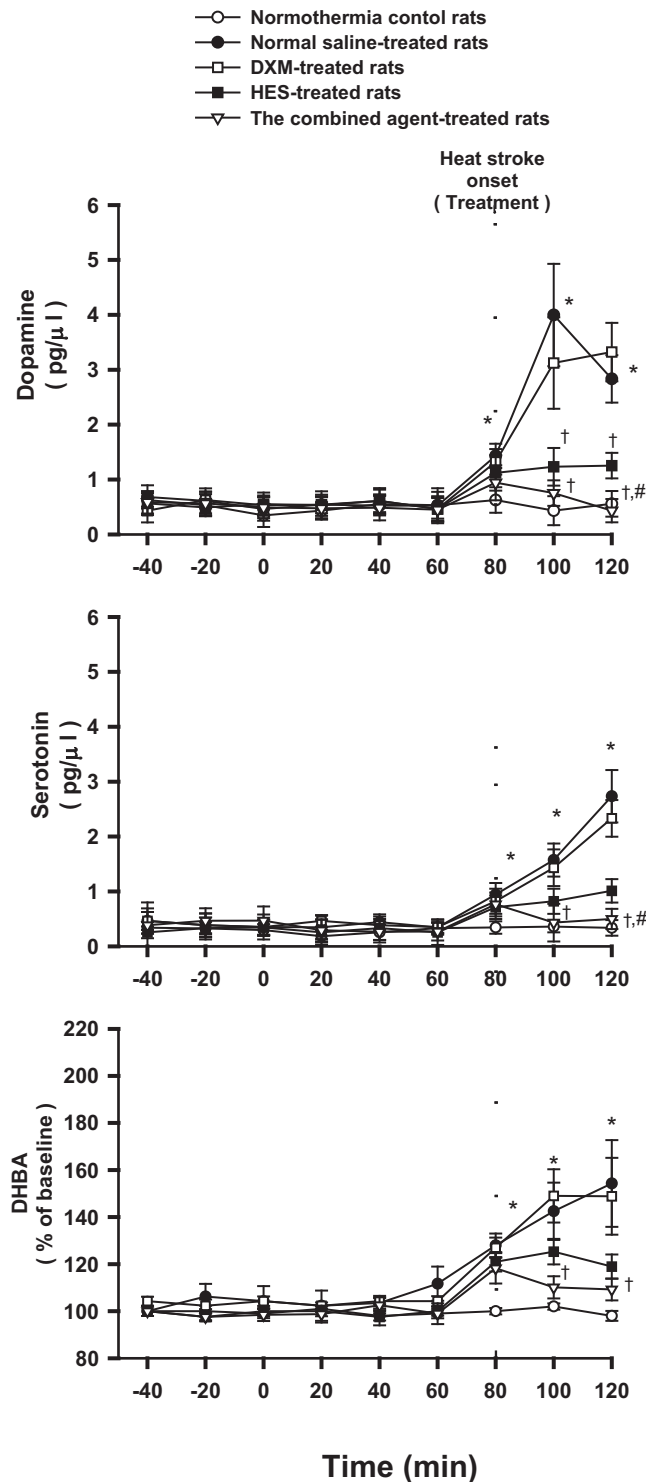 Normothermia contol rats
Normal saline-treated rats
DXM-treated rats
HES-treated rats
The combined agent-treated rats
Heat stroke
onset
( Treatment )
Dopamine
( pg/μ l )
6
5
4
3
2
1
0
*
*
*
†
†
†
†,#
-40 -20 0 20 40 60 80 100 120
Serotonin
( pg/μ l )
6
5
4
3
2
1
0
*
*
*
†
†,#
-40 -20 0 20 40 60 80 100 120
DHBA
( % of baseline )
220
200
180
160
140
120
100
80
*
*
*
†
†
-40 -20 0 20 40 60 80 100 120
Time (min)